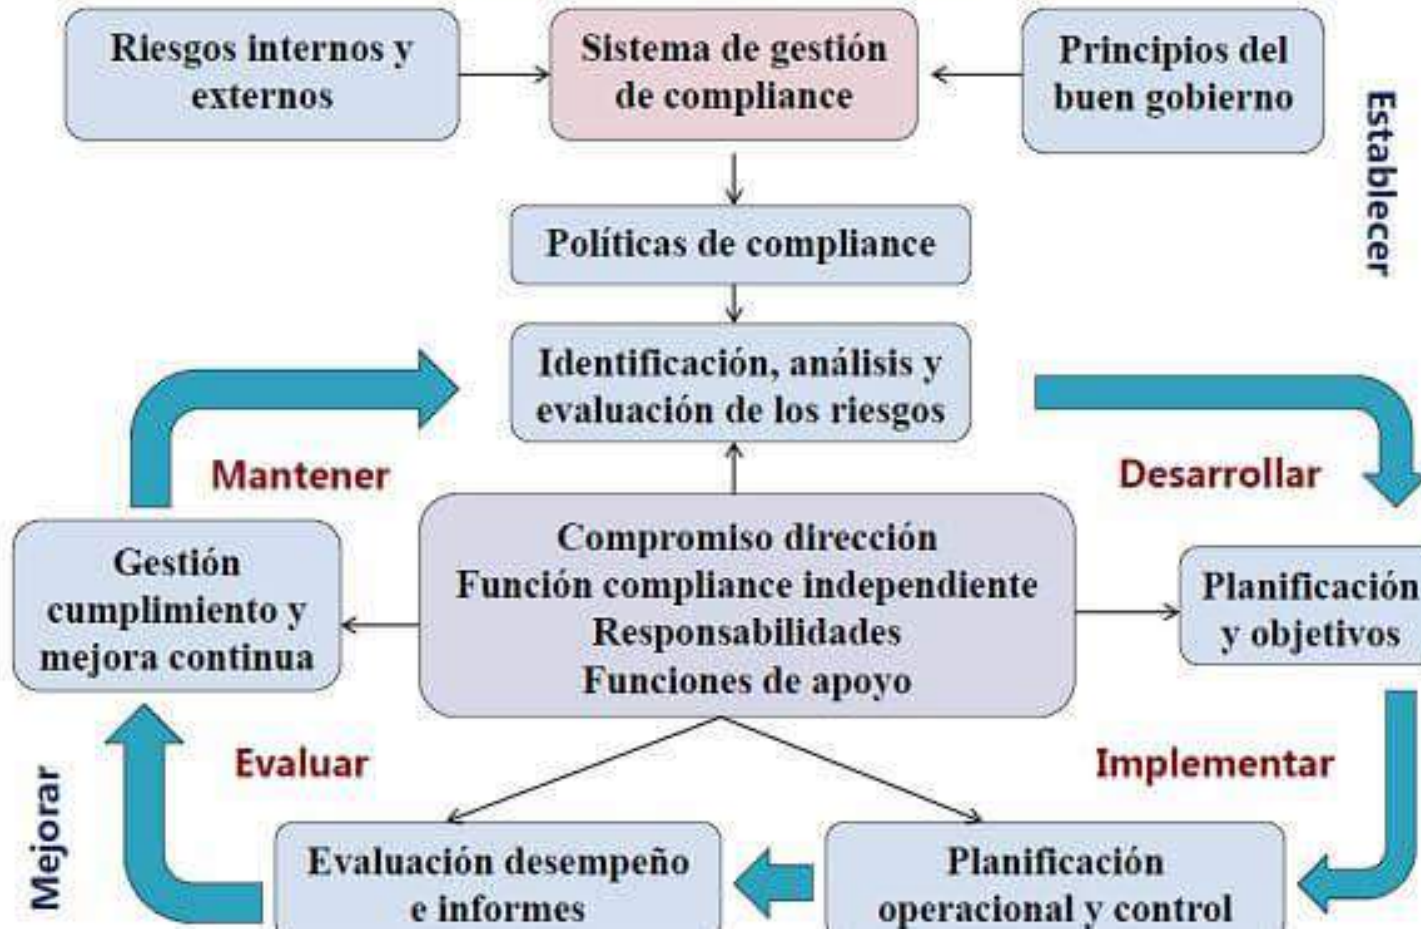 Riesgos internos y
externos
Sistema de gestión
de compliance
Principios del
buen gobierno
Establecer
Políticas de compliance
Identificación, análisis y
evaluación de los riesgos
Mantener
Desarrollar
Gestión
cumplimiento y
mejora continua
Compromiso dirección
Función compliance independiente
Responsabilidades
Funciones de apoyo
Planificación
y objetivos
Evaluar
Implementar
Mejorar
Evaluación desempeño
e informes
Planificación
operacional y control